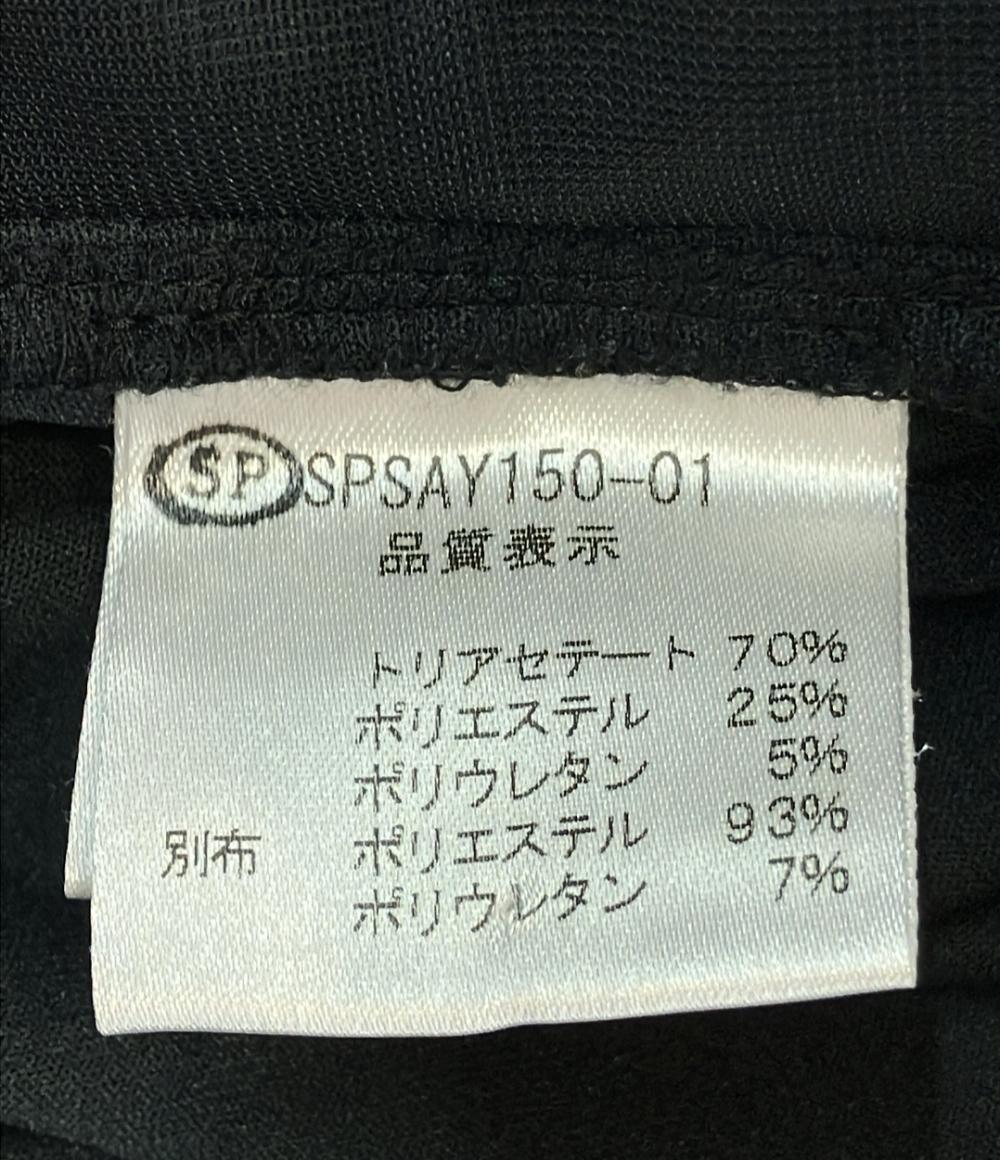 SP SPSAY150-01
品質表示
トリアセテート 70%
ポリエステル 25%
ポリウレタン 5%
別布 ポリエステル 93%
ポリウレタン 7%